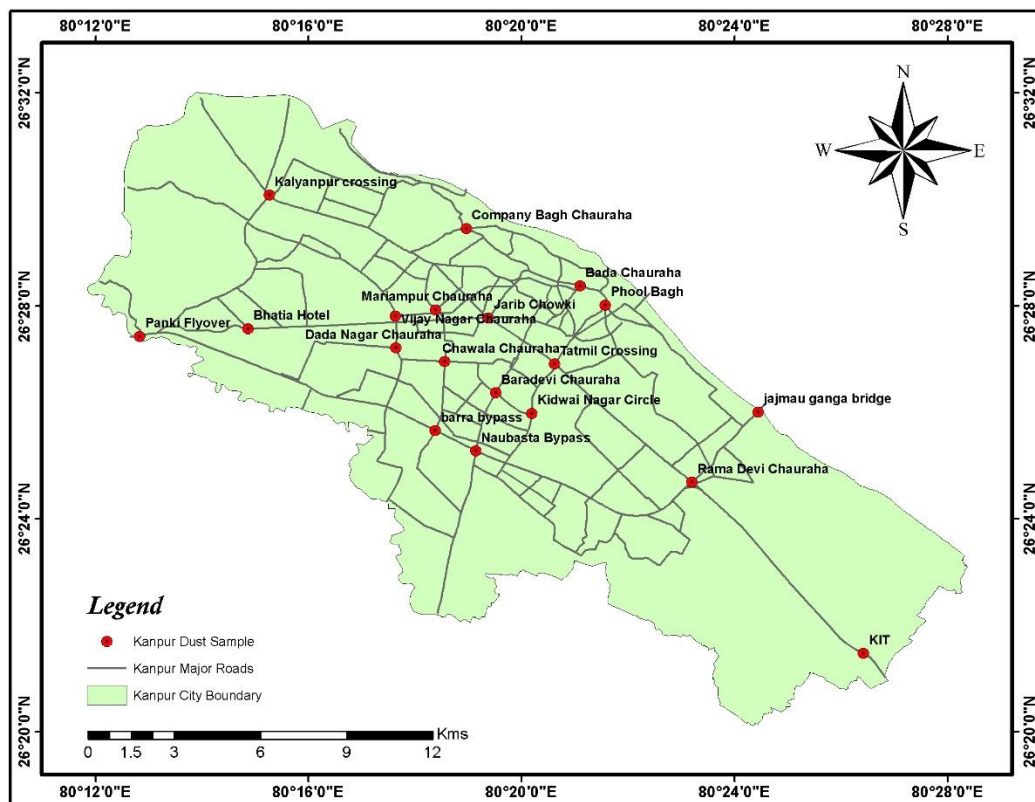 80°12'0"E 80°16'0"E 80°20'0"E 80°24'0"E 80°28'0"E
26°32'0"N 26°32'0"N
N
W E
S
Kalyanpur crossing
Company Bagh Chauraha
Bada Chauraha
26°28'0"N 26°28'0"N
Mariampur Chauraha
Phool Bagh
Jarib Chowki
Panki Flyover
Bhatia Hotel
Vijay Nagar Chauraha
Dada Nagar Chauraha
Chawala Chauraha
Tatmil Crossing
Baradevi Chauraha
Kidwai Nagar Circle
jajmau ganga bridge
barra bypass
Naubasta Bypass
Rama Devi Chauraha
26°24'0"N 26°24'0"N
KIT
Legend
Kanpur Dust Sample
Kanpur Major Roads
Kanpur City Boundary
26°20'0"N 26°20'0"N
Kms
0 1.5 3 6 9 12
80°12'0"E 80°16'0"E 80°20'0"E 80°24'0"E 80°28'0"E